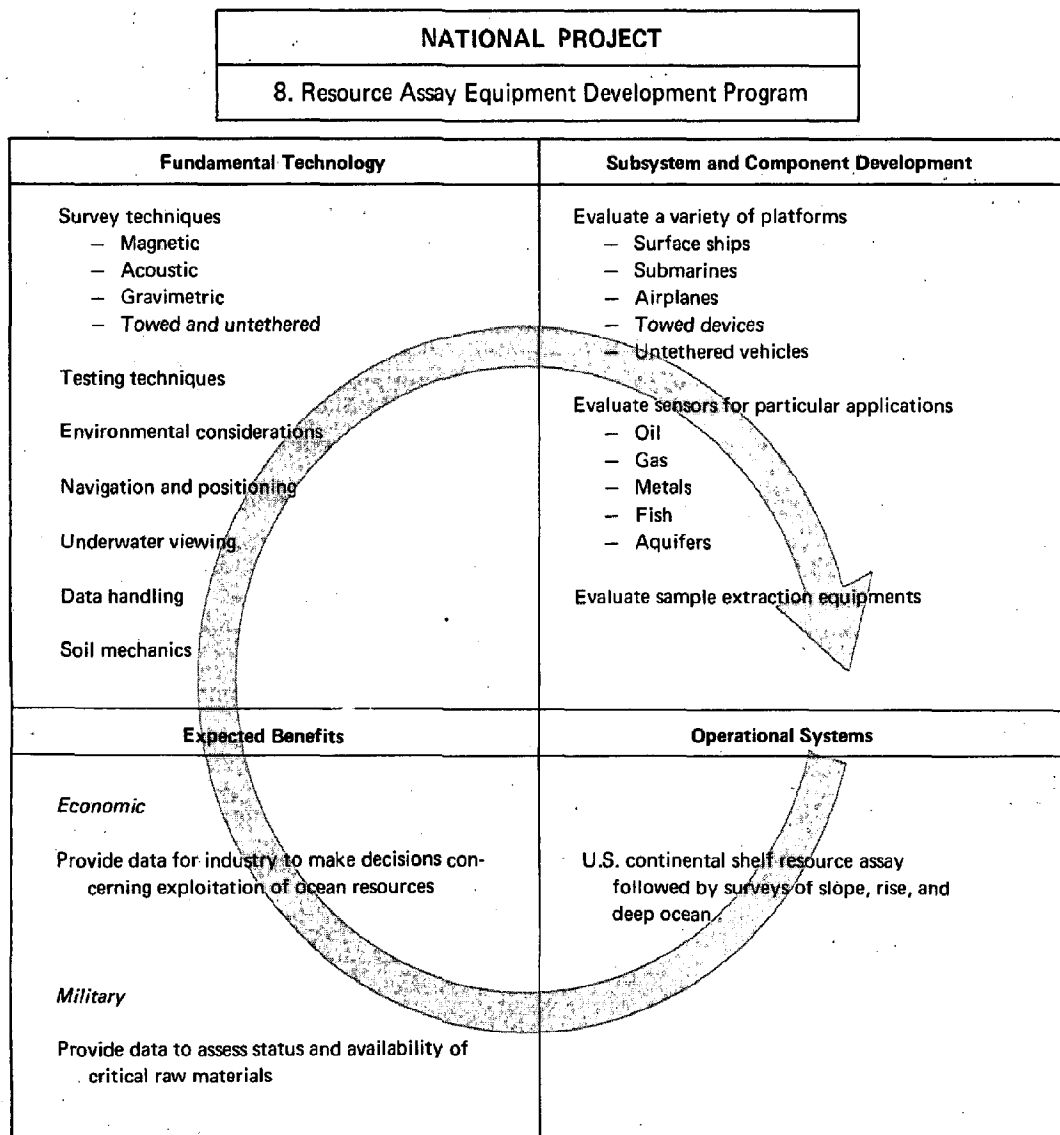 NATIONAL PROJECT
8. Resource Assay Equipment Development Program
Fundamental Technology
Survey techniques
— Magnetic
— Acoustic
— Gravimetric
— Towed and untethered
Testing techniques
Environmental considerations
Navigation and positioning
Underwater viewing
Data handling
Soil mechanics
Subsystem and Component Development
Evaluate a variety of platforms
— Surface ships
— Submarines
— Airplanes
— Towed devices
— Untethered vehicles
Evaluate sensors for particular applications
— Oil
— Gas
— Metals
— Fish
— Aquifers
Evaluate sample extraction equipments
Expected Benefits
Economic
Provide data for industry to make decisions con-
cerning exploitation of ocean resources
Military
Provide data to assess status and availability of
critical raw materials
Operational Systems
U.S. continental shelf resource assay
followed by surveys of slope, rise, and
deep ocean